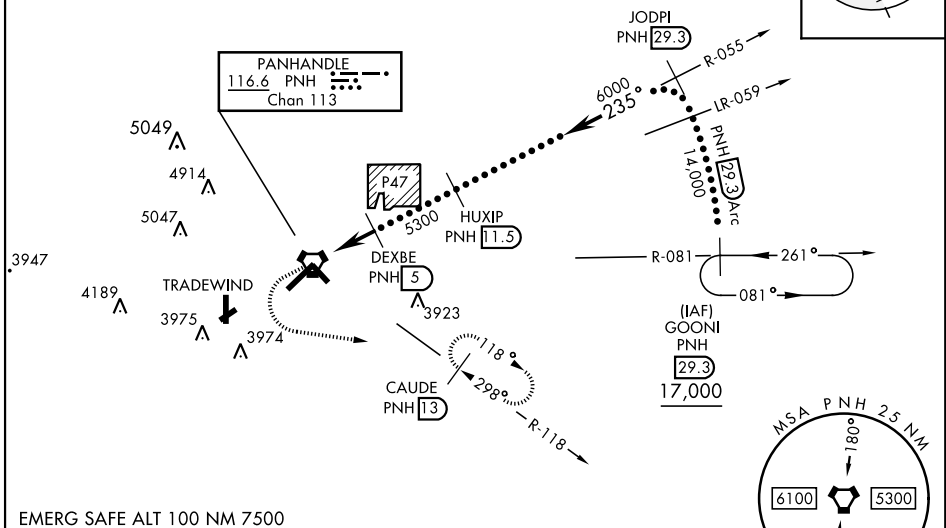 JODPI
PNH 29.3
R-055
PANHANDLE
116.6 PNH
Chan 113
6000
235°
LR-059
PNH 29.3 Arc
14,000
5049
4914
5047
P47
5300
HUXIP
PNH 11.5
DEXBE
PNH 5
R-081
261°
081°
3947
TRADEWIND
4189
3975
3974
3923
(IAF)
GOONI
PNH
29.3
17,000
118°
298°
CAUDE
PNH 13
R-118
MSA PNH 25 NM
180°
6100
5300
EMERG SAFE ALT 100 NM 7500